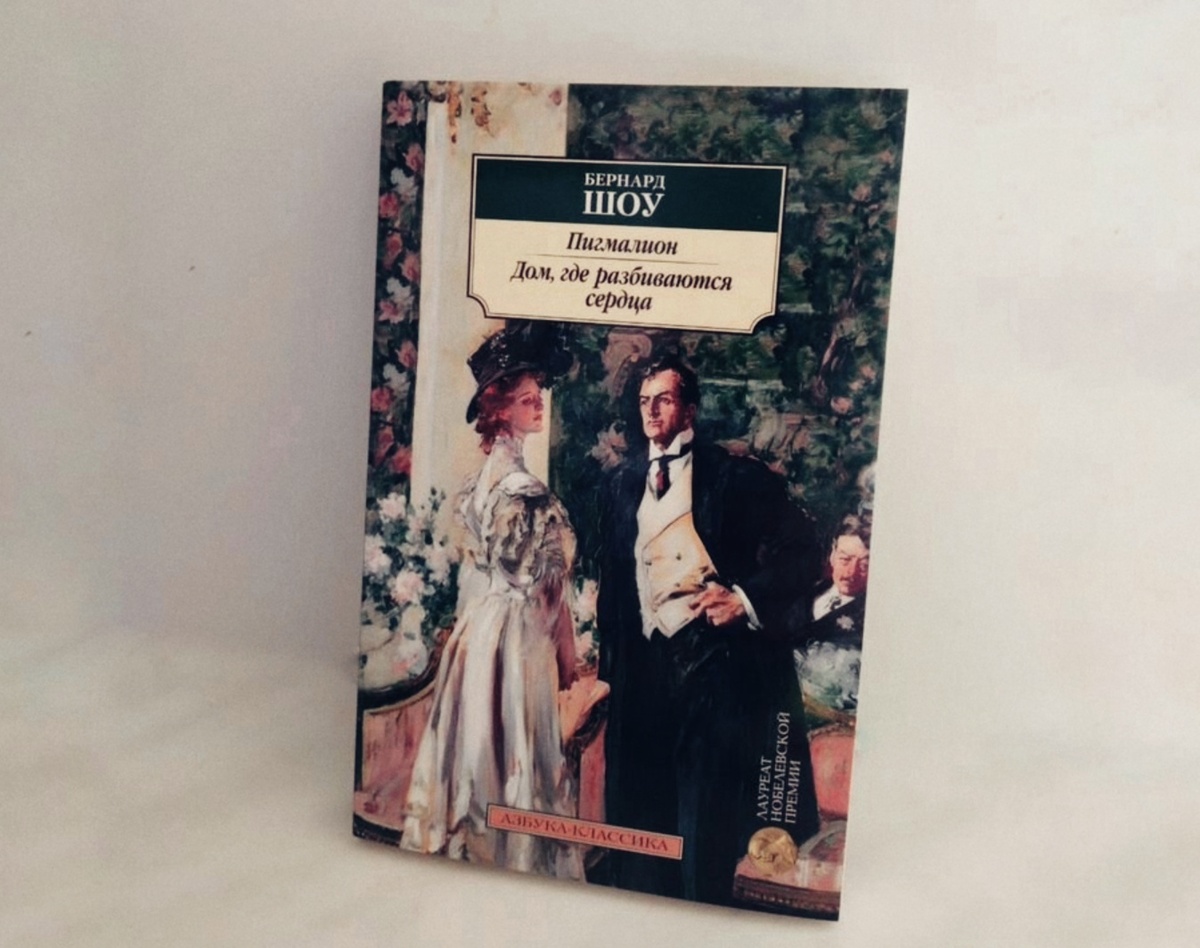 БЕРНАРД
ШОУ
Пигмалион
Дом, где разбиваются
сердца
АЗБУКА-КЛАССИКА
ЛАУРЕАТ
НОБЕЛЕВСКОЙ
ПРЕМИИ